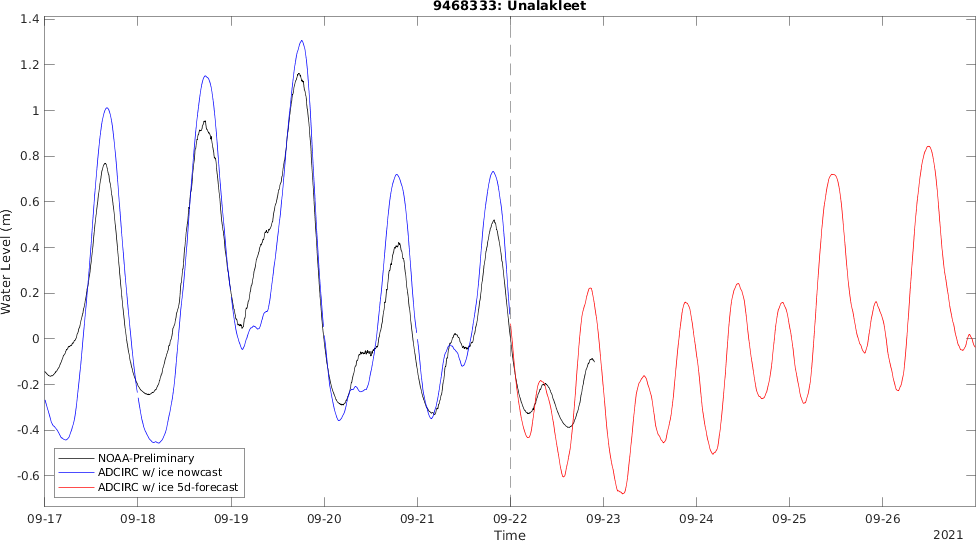 9468333: Unalakleet
1.4
1.2
1
0.8
0.6
0.4
0.2
0
-0.2
-0.4
-0.6
Water Level (m)
NOAA-Preliminary
ADCIRC w/ ice nowcast
ADCIRC w/ ice 5d-forecast
09-17 09-18 09-19 09-20 09-21 09-22 09-23 09-24 09-25 09-26
Time
2021